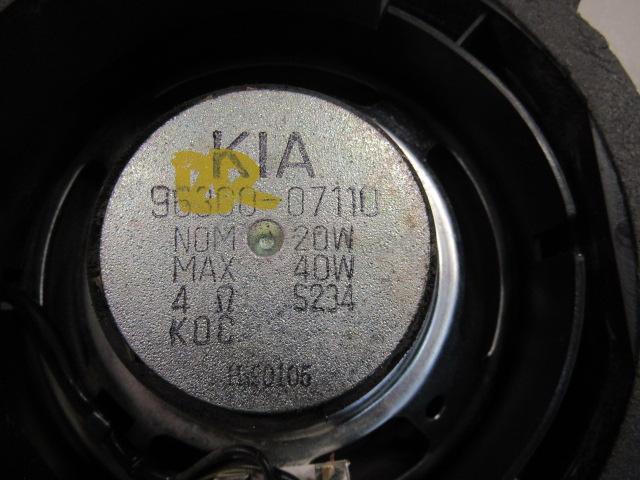 KIA
96300-07110
NOM 20W
MAX 40W
4 Ω S234
KOC